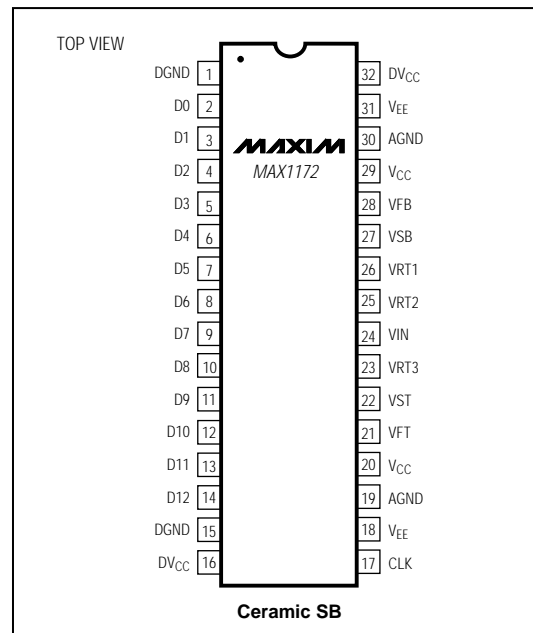 TOP VIEW
DGND 1 32 DVCC
D0 2 31 VEE
D1 3 30 AGND
MAXIM
D2 4 29 VCC
MAX1172
D3 5 28 VFB
D4 6 27 VSB
D5 7 26 VRT1
D6 8 25 VRT2
D7 9 24 VIN
D8 10 23 VRT3
D9 11 22 VST
D10 12 21 VFT
D11 13 20 VCC
D12 14 19 AGND
DGND 15 18 VEE
DVCC 16 17 CLK
Ceramic SB